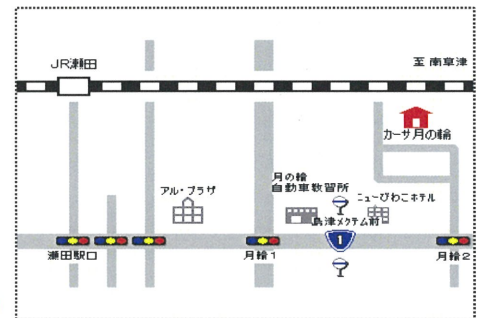 JR瀬田
至 南草津
カーサ月の輪
アル・プラザ
月の輪
自動車教習所
ニューびわこホテル
島津メクテム前
1
瀬田駅口
月輪1
月輪2